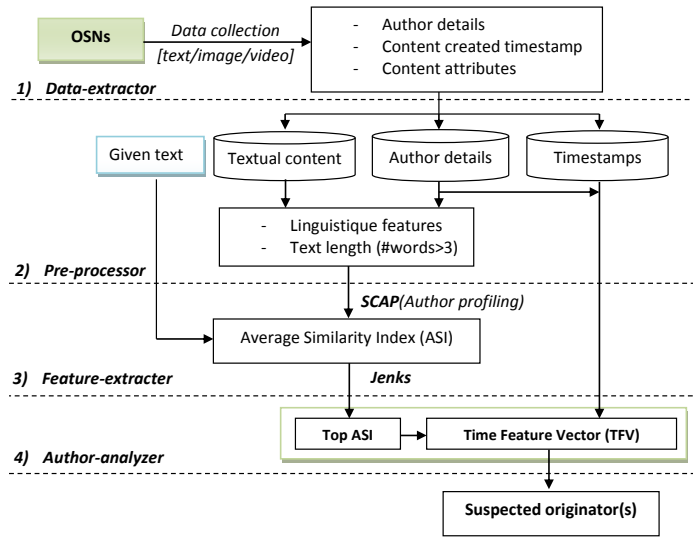 OSNs
Data collection
[text/image/video]
- Author details
- Content created timestamp
- Content attributes
1) Data-extractor
Given text
Textual content
Author details
Timestamps
- Linguistique features
- Text length (#words>3)
2) Pre-processor
SCAP(Author profiling)
Average Similarity Index (ASI)
3) Feature-extracter
Jenks
Top ASI
Time Feature Vector (TFV)
4) Author-analyzer
Suspected originator(s)